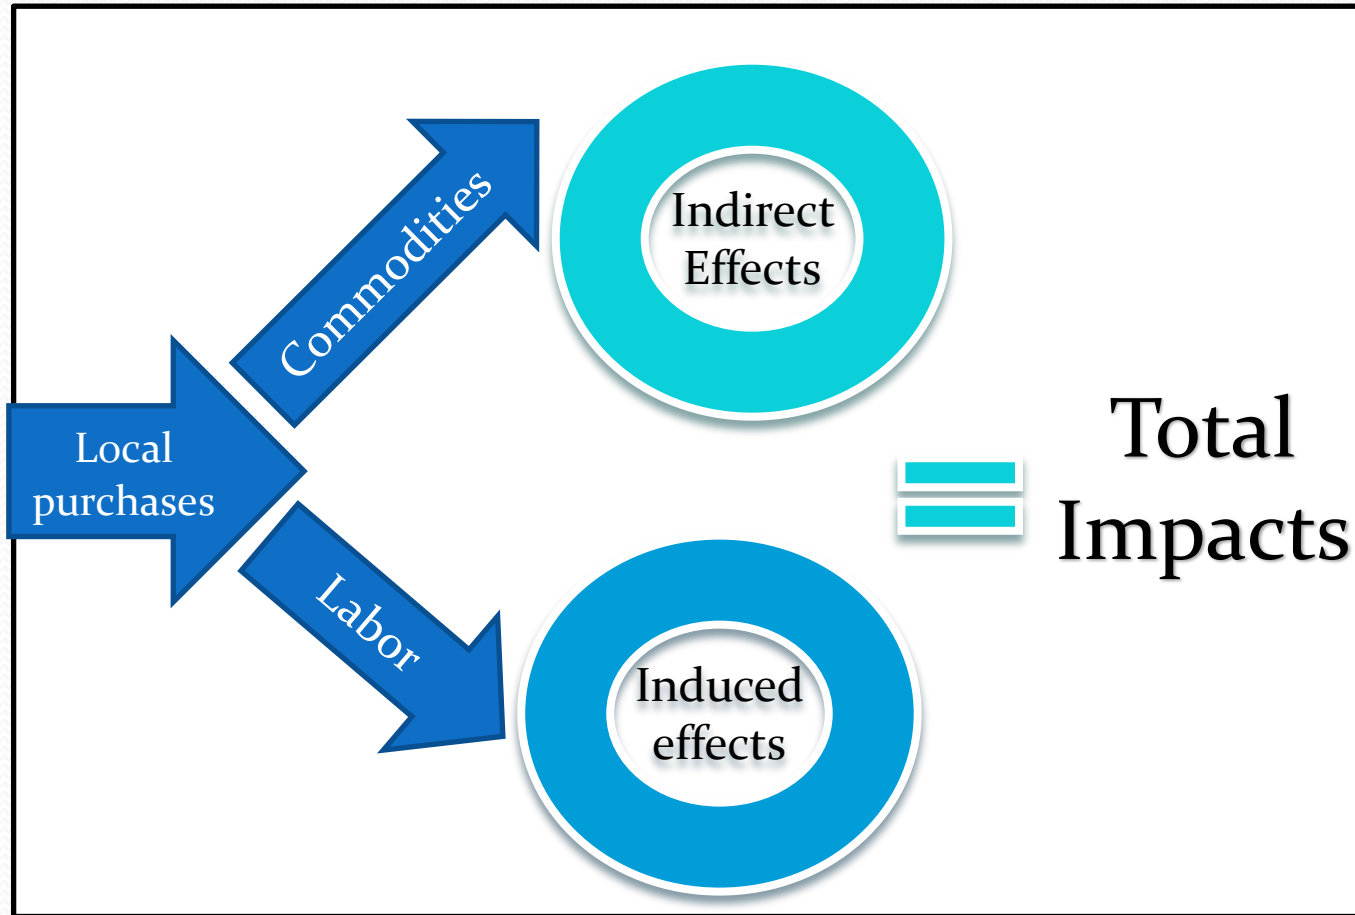 Commodities
Indirect
Effects
Local
purchases
Total
Impacts
Labor
Induced
effects